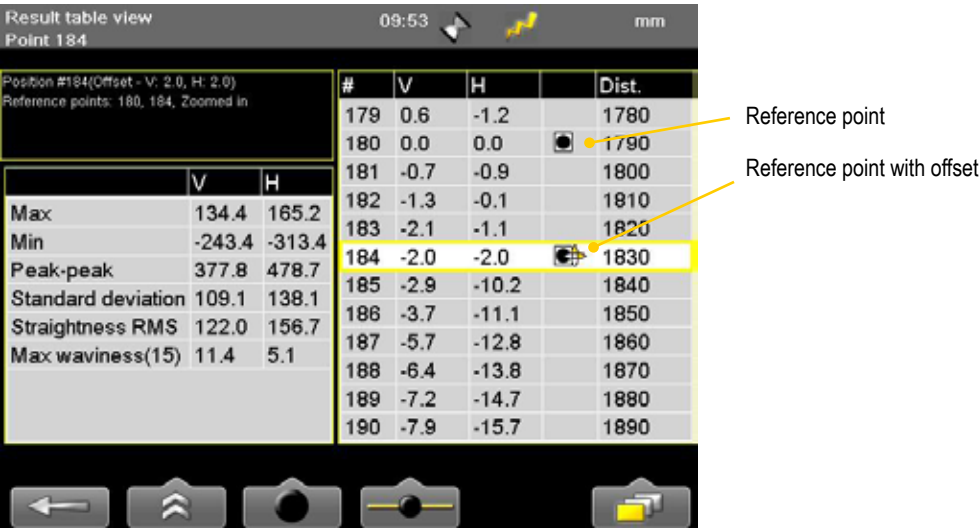 Result table view
Point 184
09:53
mm
Position #184(Offset - V: 2.0, H: 2.0)
Reference points: 180, 184, Zoomed in
V H
Max 134.4 165.2
Min -243.4 -313.4
Peak-peak 377.8 478.7
Standard deviation 109.1 138.1
Straightness RMS 122.0 156.7
Max waviness(15) 11.4 5.1
# V H Dist.
179 0.6 -1.2 1780
180 0.0 0.0 1790
181 -0.7 -0.9 1800
182 -1.3 -0.1 1810
183 -2.1 -1.1 1820
184 -2.0 -2.0 1830
185 -2.9 -10.2 1840
186 -3.7 -11.1 1850
187 -5.7 -12.8 1860
188 -6.4 -13.8 1870
189 -7.2 -14.7 1880
190 -7.9 -15.7 1890
Reference point
Reference point with offset